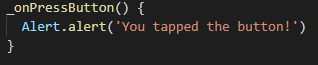 _onPressButton() {
  Alert.alert('You tapped the button!')
}